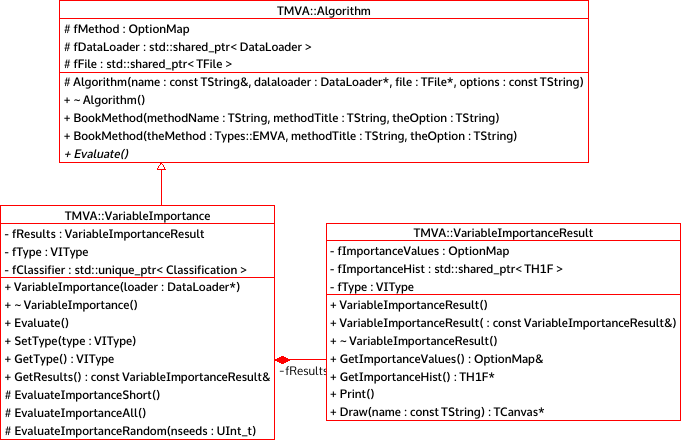 TMVA::Algorithm
# fMethod : OptionMap
# fDataLoader : std::shared_ptr< DataLoader >
# fFile : std::shared_ptr< TFile >
# Algorithm(name : const TString&, dalaloader : DataLoader*, file : TFile*, options : const TString)
+ ~ Algorithm()
+ BookMethod(methodName : TString, methodTitle : TString, theOption : TString)
+ BookMethod(theMethod : Types::EMVA, methodTitle : TString, theOption : TString)
+ Evaluate()
TMVA::VariableImportance
- fResults : VariableImportanceResult
- fType : VIType
- fClassifier : std::unique_ptr< Classification >
+ VariableImportance(loader : DataLoader*)
+ ~ VariableImportance()
+ Evaluate()
+ SetType(type : VIType)
+ GetType() : VIType
+ GetResults() : const VariableImportanceResult&
# EvaluateImportanceShort()
# EvaluateImportanceAll()
# EvaluateImportanceRandom(nseeds : UInt_t)
-fResults
TMVA::VariableImportanceResult
- fImportanceValues : OptionMap
- fImportanceHist : std::shared_ptr< TH1F >
- fType : VIType
+ VariableImportanceResult()
+ VariableImportanceResult( : const VariableImportanceResult&)
+ ~ VariableImportanceResult()
+ GetImportanceValues() : OptionMap&
+ GetImportanceHist() : TH1F*
+ Print()
+ Draw(name : const TString) : TCanvas*